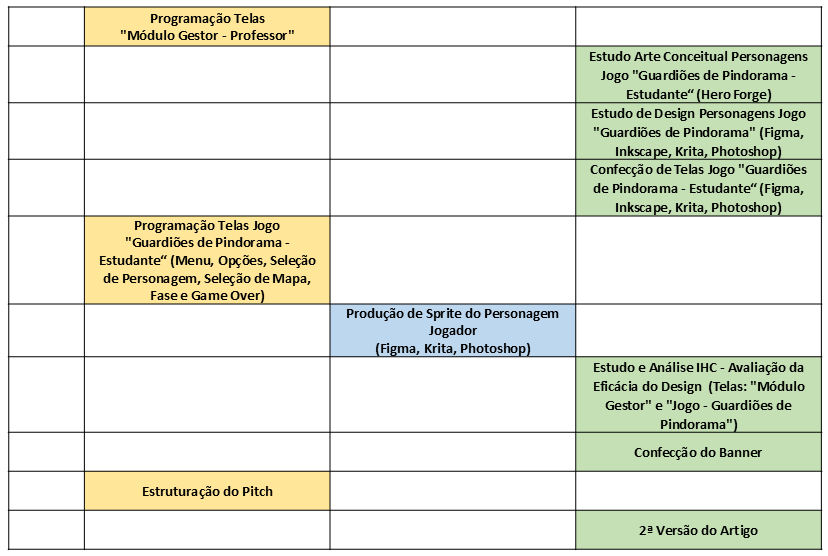 Programação Telas
"Módulo Gestor - Professor"
Estudo Arte Conceitual Personagens
Jogo "Guardiões de Pindorama -
Estudante“ (Hero Forge)
Estudo de Design Personagens Jogo
"Guardiões de Pindorama" (Figma,
Inkscape, Krita, Photoshop)
Confecção de Telas Jogo "Guardiões
de Pindorama - Estudante“ (Figma,
Inkscape, Krita, Photoshop)
Programação Telas Jogo
"Guardiões de Pindorama -
Estudante“ (Menu, Opções, Seleção
de Personagem, Seleção de Mapa,
Fase e Game Over)
Produção de Sprite do Personagem
Jogador
(Figma, Krita, Photoshop)
Estudo e Análise IHC - Avaliação da
Eficácia do Design (Telas: "Módulo
Gestor" e "Jogo - Guardiões de
Pindorama")
Confecção do Banner
Estruturação do Pitch
2ª Versão do Artigo